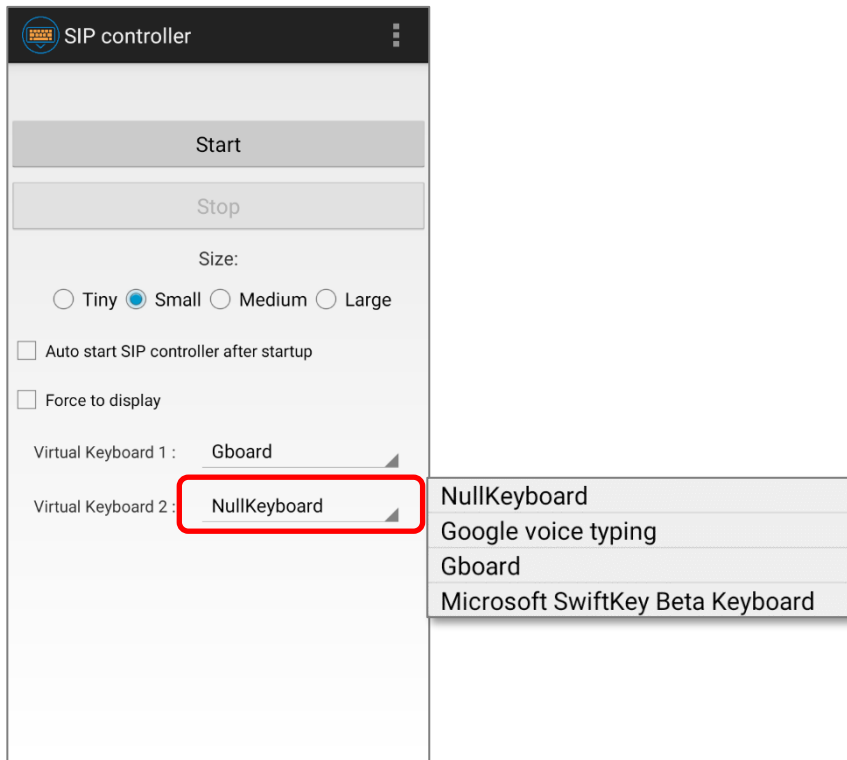 SIP controller
Start
Stop
Size:
Tiny Small Medium Large
Auto start SIP controller after startup
Force to display
Virtual Keyboard 1 : Gboard
Virtual Keyboard 2 : NullKeyboard
NullKeyboard
Google voice typing
Gboard
Microsoft SwiftKey Beta Keyboard